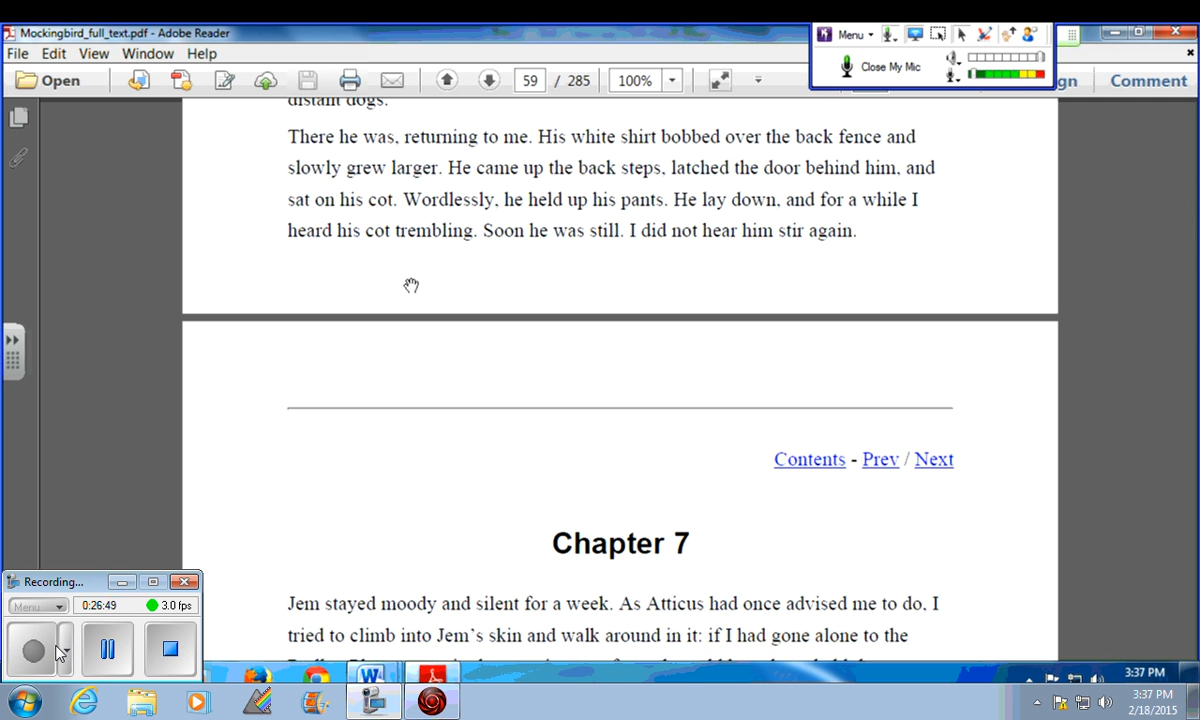 Mockingbird_full_text.pdf - Adobe Reader
Menu
File Edit View Window Help
Close My Mic
Open
59 / 285
100%
gn
Comment
distant dogs.
There he was, returning to me. His white shirt bobbed over the back fence and
slowly grew larger. He came up the back steps, latched the door behind him, and
sat on his cot. Wordlessly, he held up his pants. He lay down, and for a while I
heard his cot trembling. Soon he was still. I did not hear him stir again.
Contents - Prev / Next
Chapter 7
Recording...
Menu
0:26:49
3.0 fps
Jem stayed moody and silent for a week. As Atticus had once advised me to do, I
tried to climb into Jem's skin and walk around in it: if I had gone alone to the
3:37 PM
3:37 PM
2/18/2015